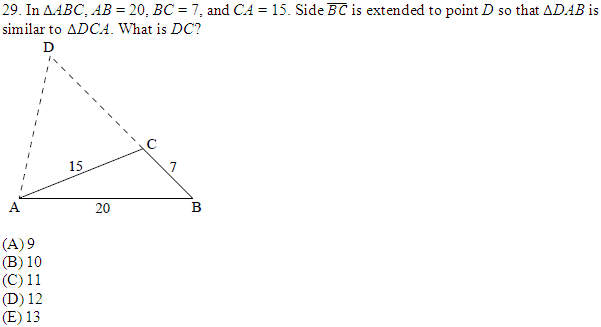 29. In ΔABC, AB = 20, BC = 7, and CA = 15. Side B̅C̅ is extended to point D so that ΔDAB is
similar to ΔDCA. What is DC?
D
C
15
7
A
20
B
(A) 9
(B) 10
(C) 11
(D) 12
(E) 13